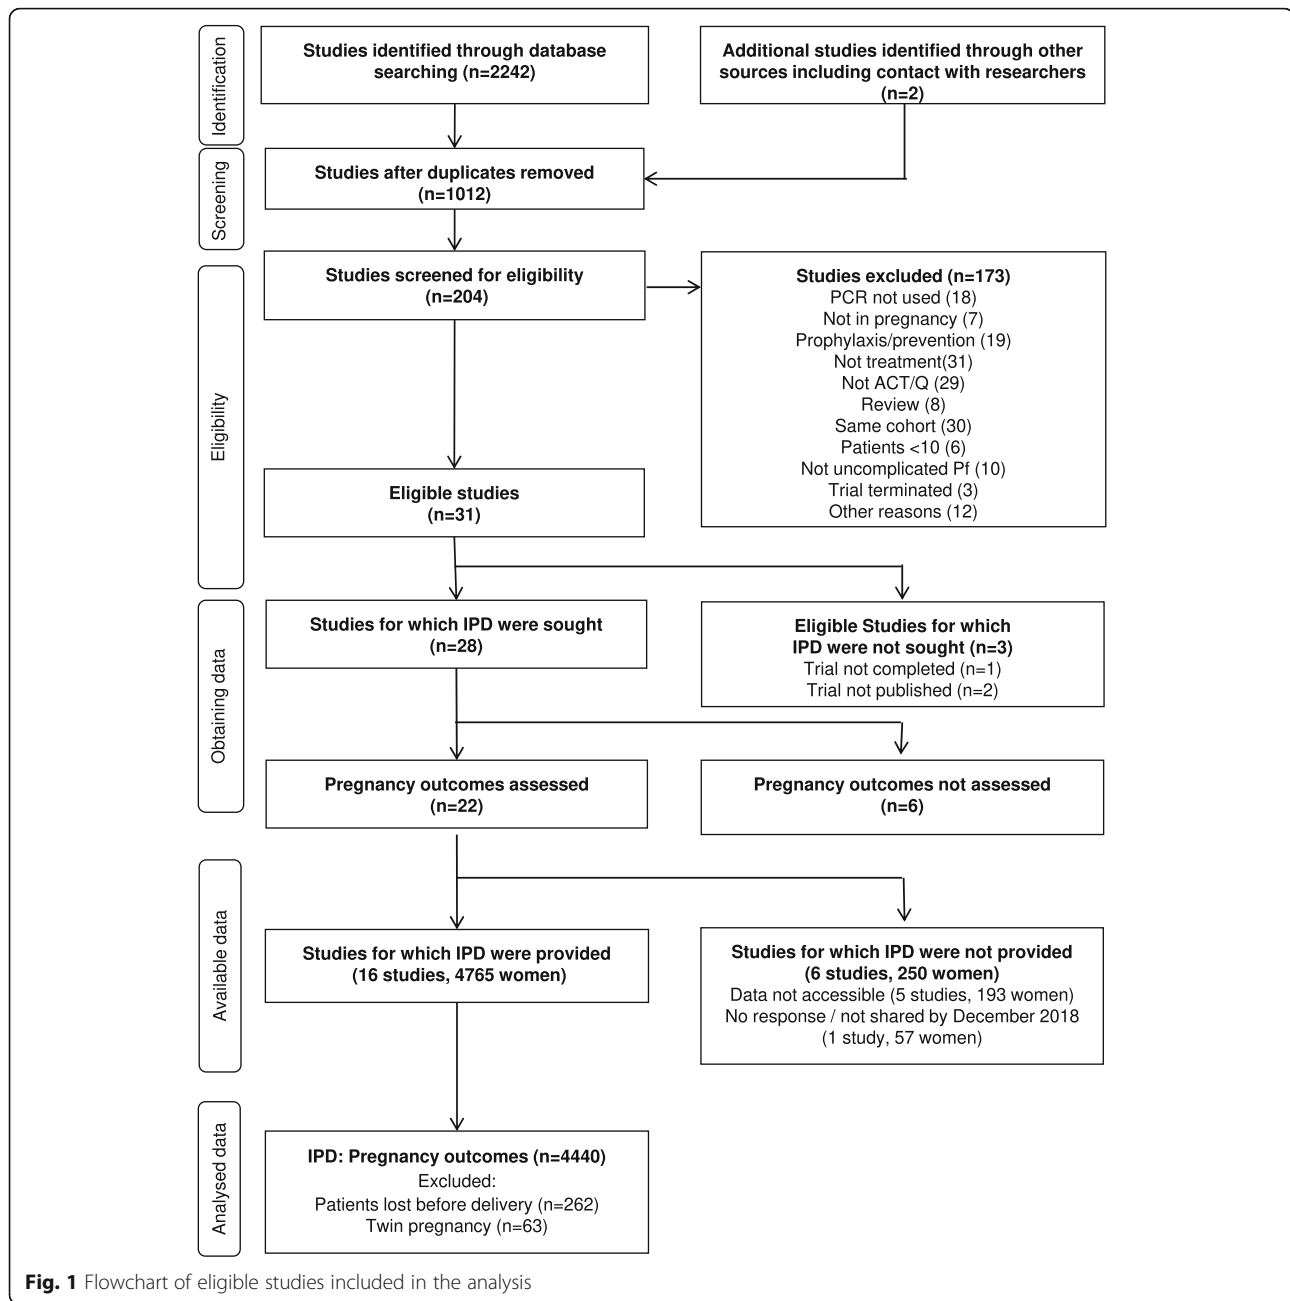 Identification
Studies identified through database
searching (n=2242)
Additional studies identified through other
sources including contact with researchers
(n=2)
Screening
Studies after duplicates removed
(n=1012)
Eligibility
Studies screened for eligibility
(n=204)
Studies excluded (n=173)
PCR not used (18)
Not in pregnancy (7)
Prophylaxis/prevention (19)
Not treatment(31)
Not ACT/Q (29)
Review (8)
Same cohort (30)
Patients <10 (6)
Not uncomplicated Pf (10)
Trial terminated (3)
Other reasons (12)
Eligible studies
(n=31)
Obtaining data
Studies for which IPD were sought
(n=28)
Eligible Studies for which
IPD were not sought (n=3)
Trial not completed (n=1)
Trial not published (n=2)
Pregnancy outcomes assessed
(n=22)
Pregnancy outcomes not assessed
(n=6)
Available data
Studies for which IPD were provided
(16 studies, 4765 women)
Studies for which IPD were not provided
(6 studies, 250 women)
Data not accessible (5 studies, 193 women)
No response / not shared by December 2018
(1 study, 57 women)
Analysed data
IPD: Pregnancy outcomes (n=4440)
Excluded:
Patients lost before delivery (n=262)
Twin pregnancy (n=63)
Fig. 1 Flowchart of eligible studies included in the analysis